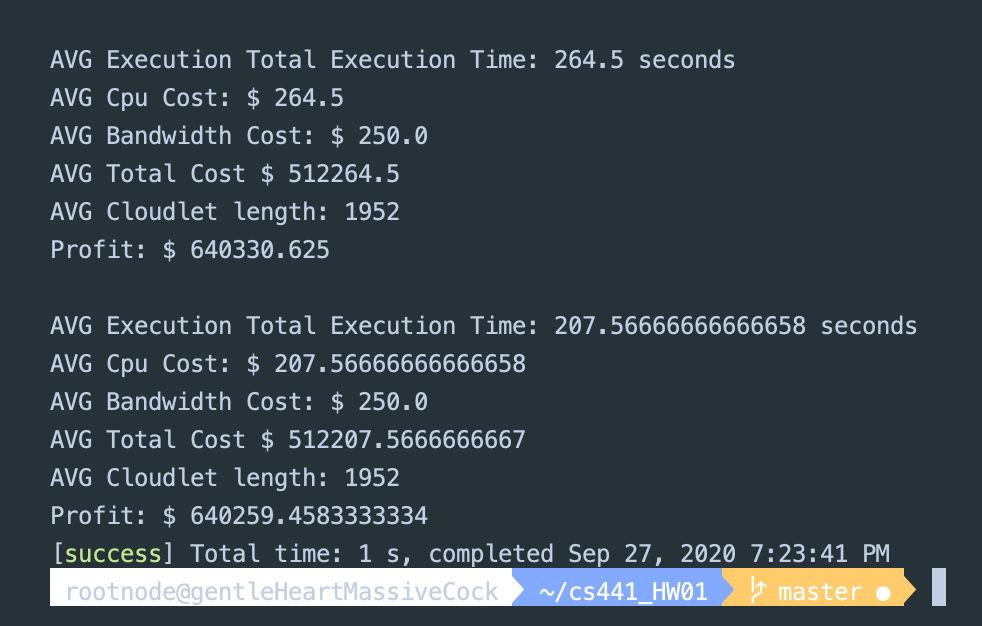 AVG Execution Total Execution Time: 264.5 seconds
AVG Cpu Cost: $ 264.5
AVG Bandwidth Cost: $ 250.0
AVG Total Cost $ 512264.5
AVG Cloudlet length: 1952
Profit: $ 640330.625
AVG Execution Total Execution Time: 207.56666666666658 seconds
AVG Cpu Cost: $ 207.56666666666658
AVG Bandwidth Cost: $ 250.0
AVG Total Cost $ 512207.5666666667
AVG Cloudlet length: 1952
Profit: $ 640259.4583333334
[success] Total time: 1 s, completed Sep 27, 2020 7:23:41 PM
rootnode@gentleHeartMassiveCock ~/cs441_HW01 master ●